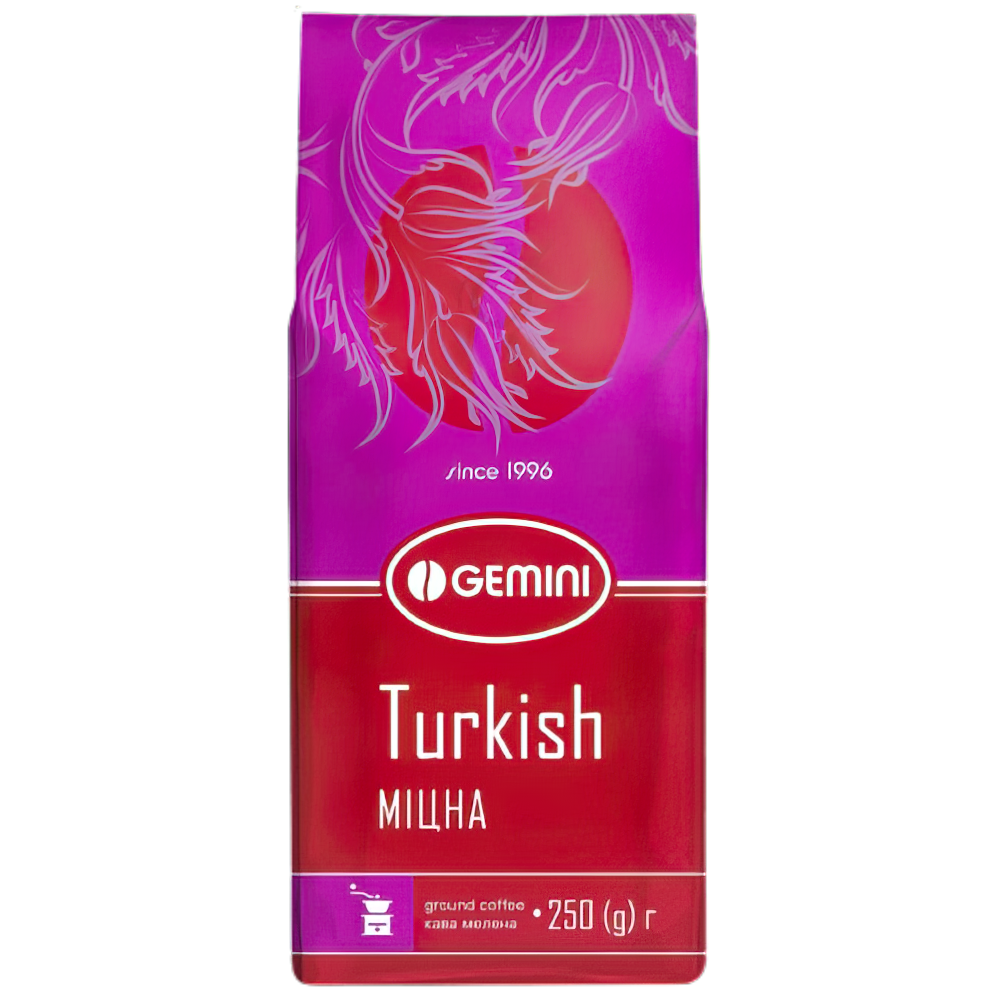 since 1996
GEMINI
Turkish
МІЦНА
ground coffee
кава мелена
• 250 (g) г